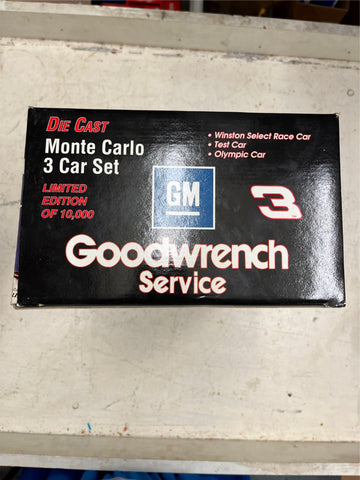 DIE CAST
Monte Carlo
3 Car Set
LIMITED
EDITION
OF 10,000
• Winston Select Race Car
• Test Car
• Olympic Car
GM
3
Goodwrench
Service